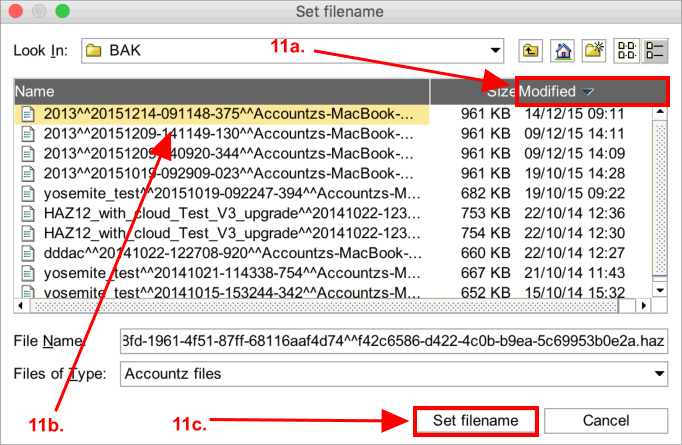 Set filename
Look In: BAK
11a.
Name Size Modified
2013^^20151214-091148-375^^Accountzs-MacBook-... 961 KB 14/12/15 09:11
2013^^20151209-141149-130^^Accountzs-MacBook-... 961 KB 09/12/15 14:11
2013^^20151209-140920-344^^Accountzs-MacBook-... 961 KB 09/12/15 14:09
2013^^20151019-092909-023^^Accountzs-MacBook-... 961 KB 19/10/15 14:28
yosemite_test^^20151019-092247-394^^Accountzs-M... 682 KB 19/10/15 09:22
HAZ12_with_cloud_Test_V3_upgrade^^20141022-123... 753 KB 22/10/14 12:36
HAZ12_with_cloud_Test_V3_upgrade^^20141022-123... 754 KB 22/10/14 12:30
dddac^^20141022-122708-920^^Accountzs-MacBook-... 660 KB 22/10/14 12:27
yosemite_test^^20141021-114338-754^^Accountzs-M... 667 KB 21/10/14 11:43
yosemite_test^^20141015-153244-342^^Accountzs-M... 652 KB 15/10/14 15:32
File Name: 3fd-1961-4f51-87ff-68116aaf4d74^^f42c6586-d422-4c0b-b9ea-5c69953b0e2a.haz
Files of Type: Accountz files
11b.
11c.
Set filename
Cancel